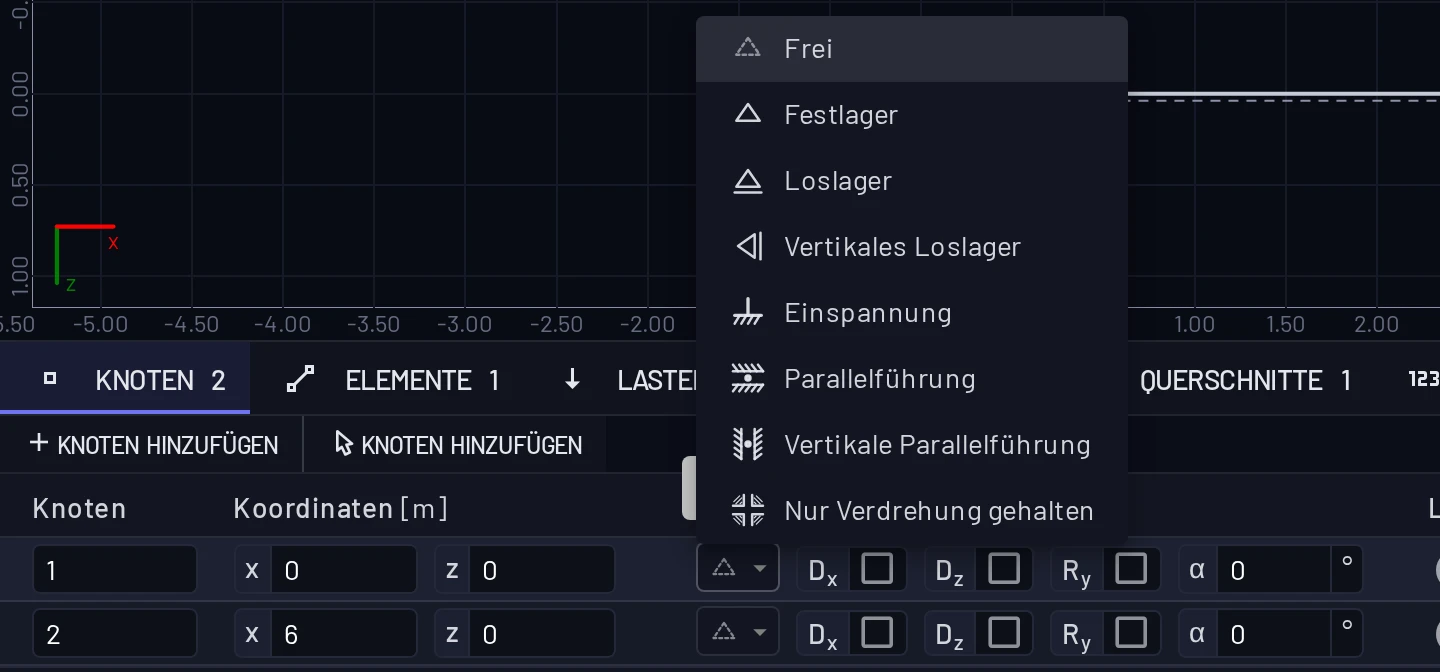 -0.
0.00
0.50
1.00
x
z
5.50 -5.00 -4.50 -4.00 -3.50 -3.00 -2.50 -2.00 1.00 1.50 2.00
Frei
Festlager
Loslager
Vertikales Loslager
Einspannung
Parallelführung
Vertikale Parallelführung
Nur Verdrehung gehalten
KNOTEN 2 ELEMENTE 1 LASTE QUERSCHNITTE 1 123
+ KNOTEN HINZUFÜGEN KNOTEN HINZUFÜGEN
Knoten Koordinaten [m] L
1 x 0 z 0 Dx Dz Ry α 0 °
2 x 6 z 0 Dx Dz Ry α 0 °